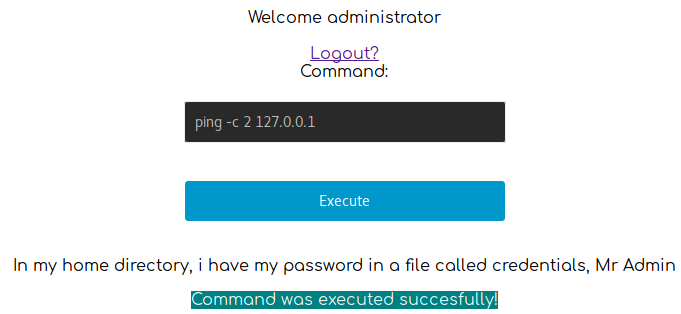 Welcome administrator
Logout?
Command:
ping -c 2 127.0.0.1
Execute
In my home directory, i have my password in a file called credentials, Mr Admin
Command was executed succesfully!